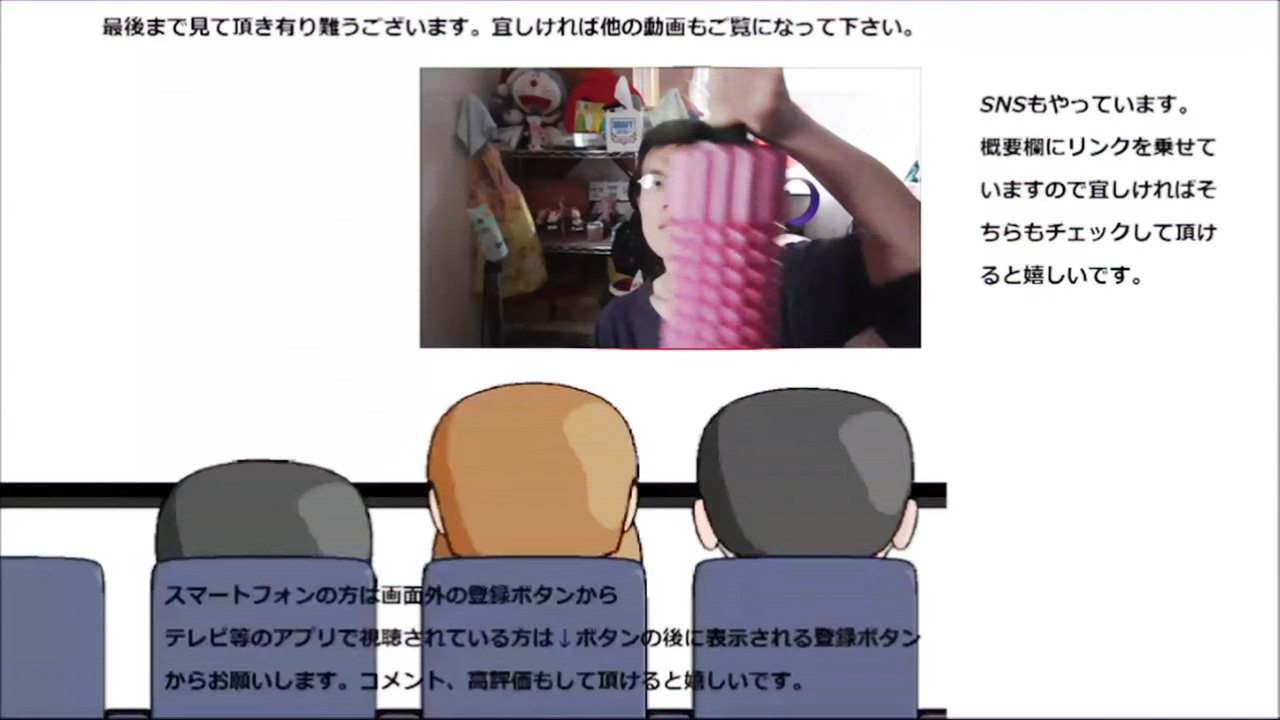 最後まで見て頂き有り難うございます。宜しければ他の動画もご覧になって下さい。
SNSもやっています。
概要欄にリンクを乗せて
いますので宜しければそ
ちらもチェックして頂け
ると嬉しいです。
スマートフォンの方は画面外の登録ボタンから
テレビ等のアプリで視聴されている方は↓ボタンの後に表示される登録ボタン
からお願いします。コメント、高評価もして頂けると嬉しいです。